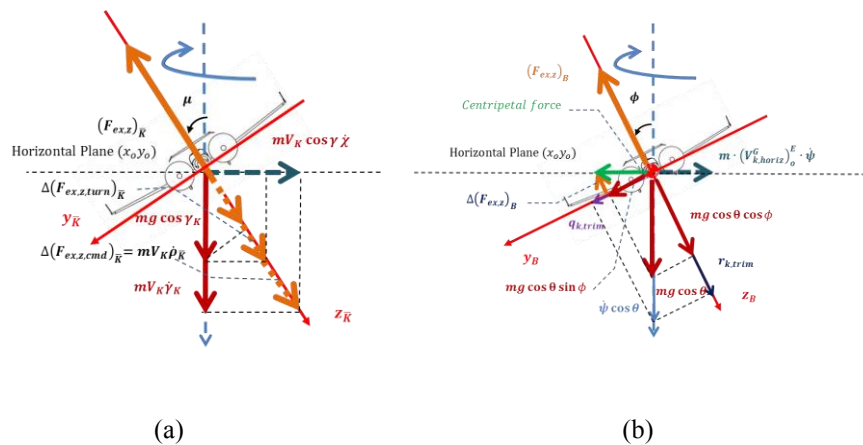 μ
(F_{ex,z})_{K̄}
mV_K cos γ χ̇
Horizontal Plane (x_o y_o)
Δ(F_{ex,z,turn})_{K̄}
y_{K̄}
mg cos γ_K
Δ(F_{ex,z,cmd})_{K̄} = mV_K ρ̇_{K̄}
mV_K γ̇_K
z_{K̄}
(a)
(F_{ex,z})_B
ϕ
Centripetal force
Horizontal Plane (x_o y_o)
m · (V^G_{k,horiz})^E_o · ψ̇
Δ(F_{ex,z})_B
q_{k,trim}
mg cos θ cos ϕ
y_B
r_{k,trim}
mg cos θ sin ϕ
mg cos θ
z_B
ψ̇ cos θ
(b)